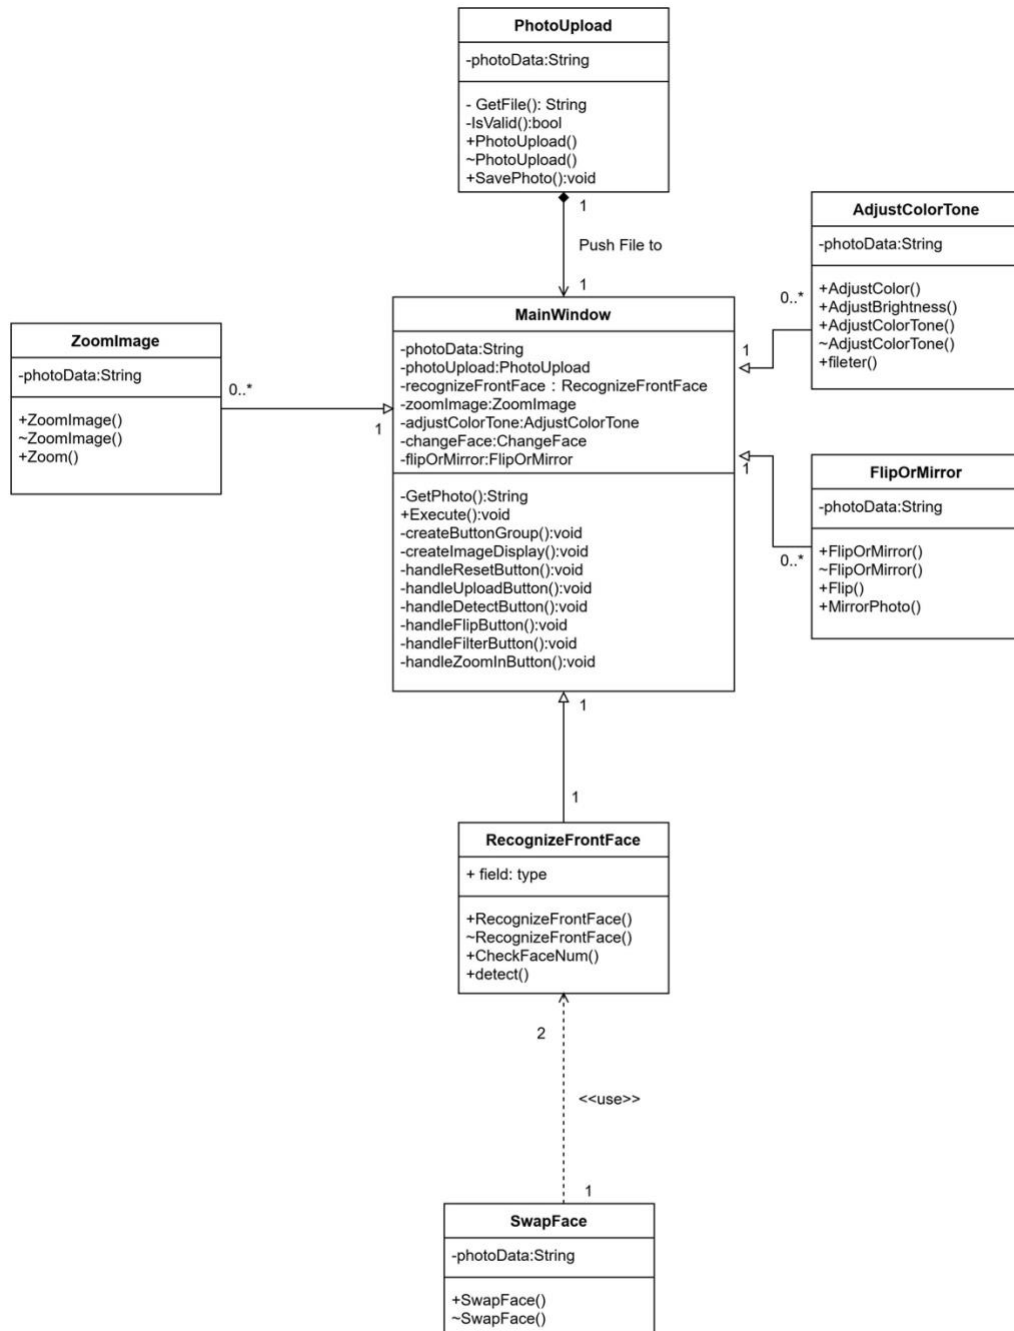 PhotoUpload
-photoData:String
- GetFile(): String
-IsValid():bool
+PhotoUpload()
~PhotoUpload()
+SavePhoto():void
1
Push File to
1
AdjustColorTone
-photoData:String
+AdjustColor()
+AdjustBrightness()
+AdjustColorTone()
~AdjustColorTone()
+fileter()
0..*
1
ZoomImage
-photoData:String
+ZoomImage()
~ZoomImage()
+Zoom()
0..*
1
MainWindow
-photoData:String
-photoUpload:PhotoUpload
-recognizeFrontFace：RecognizeFrontFace
-zoomImage:ZoomImage
-adjustColorTone:AdjustColorTone
-changeFace:ChangeFace
-flipOrMirror:FlipOrMirror
-GetPhoto():String
+Execute():void
-createButtonGroup():void
-createImageDisplay():void
-handleResetButton():void
-handleUploadButton():void
-handleDetectButton():void
-handleFlipButton():void
-handleFilterButton():void
-handleZoomInButton():void
1
0..*
FlipOrMirror
-photoData:String
+FlipOrMirror()
~FlipOrMirror()
+Flip()
+MirrorPhoto()
1
1
RecognizeFrontFace
+ field: type
+RecognizeFrontFace()
~RecognizeFrontFace()
+CheckFaceNum()
+detect()
2
<<use>>
1
SwapFace
-photoData:String
+SwapFace()
~SwapFace()